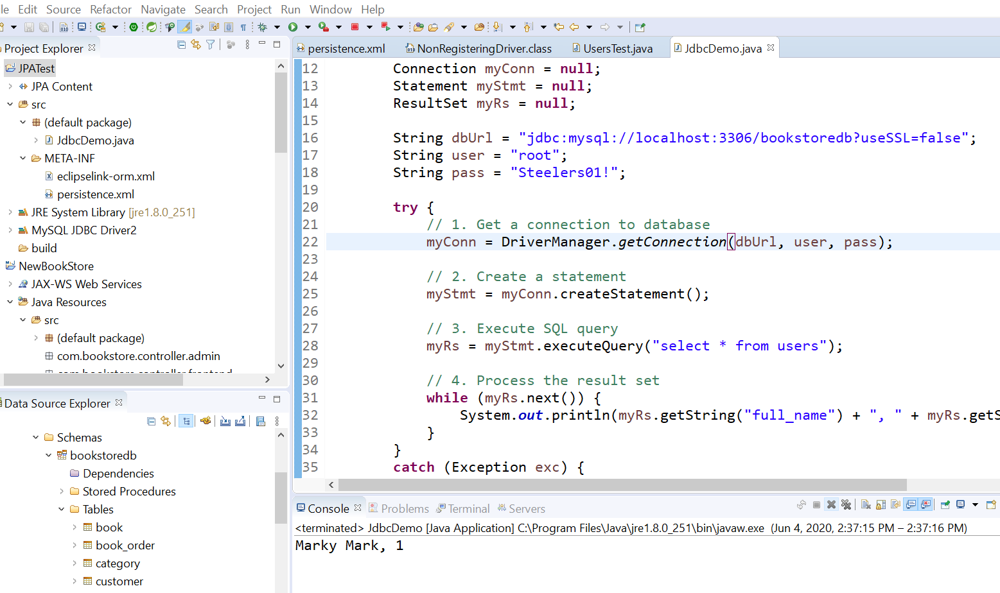 le Edit Source Refactor Navigate Search Project Run Window Help
Project Explorer
JPATest
JPA Content
src
(default package)
JdbcDemo.java
META-INF
eclipselink-orm.xml
persistence.xml
JRE System Library [jre1.8.0_251]
MySQL JDBC Driver2
build
NewBookStore
JAX-WS Web Services
Java Resources
src
(default package)
com.bookstore.controller.admin
com.bookstore.controller.frontend
Data Source Explorer
Schemas
bookstoredb
Dependencies
Stored Procedures
Tables
book
book_order
category
customer
persistence.xml NonRegisteringDriver.class UsersTest.java JdbcDemo.java
12 Connection myConn = null;
13 Statement myStmt = null;
14 ResultSet myRs = null;
15
16 String dbUrl = "jdbc:mysql://localhost:3306/bookstoredb?useSSL=false";
17 String user = "root";
18 String pass = "Steelers01!";
19
20 try {
21 // 1. Get a connection to database
22 myConn = DriverManager.getConnection(dbUrl, user, pass);
23
24 // 2. Create a statement
25 myStmt = myConn.createStatement();
26
27 // 3. Execute SQL query
28 myRs = myStmt.executeQuery("select * from users");
29
30 // 4. Process the result set
31 while (myRs.next()) {
32 System.out.println(myRs.getString("full_name") + ", " + myRs.getS
33 }
34 }
35 catch (Exception exc) {
Console Problems Terminal Servers
<terminated> JdbcDemo [Java Application] C:\Program Files\Java\jre1.8.0_251\bin\javaw.exe (Jun 4, 2020, 2:37:15 PM – 2:37:16 PM)
Marky Mark, 1